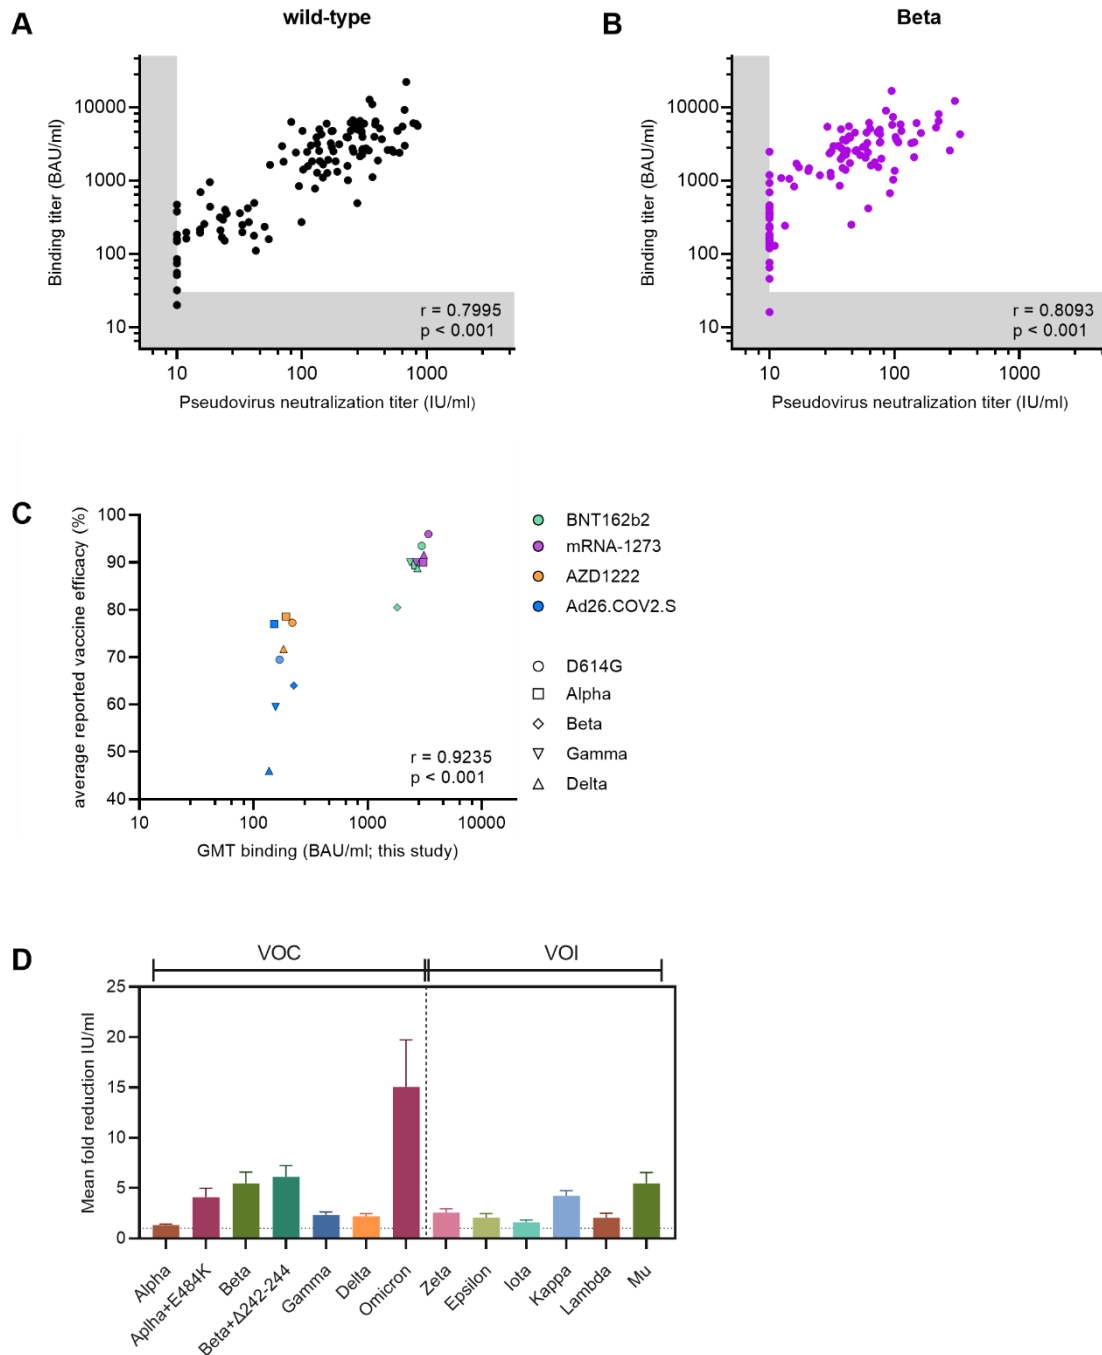 A
wild-type
Binding titer (BAU/ml)
10000
1000
100
10
r = 0.7995
p < 0.001
10
100
1000
Pseudovirus neutralization titer (IU/ml)
B
Beta
Binding titer (BAU/ml)
10000
1000
100
10
r = 0.8093
p < 0.001
10
100
1000
Pseudovirus neutralization titer (IU/ml)
C
average reported vaccine efficacy (%)
100
90
80
70
60
50
40
r = 0.9235
p < 0.001
10
100
1000
10000
GMT binding (BAU/ml; this study)
BNT162b2
mRNA-1273
AZD1222
Ad26.COV2.S
D614G
Alpha
Beta
Gamma
Delta
D
VOC
VOI
Mean fold reduction IU/ml
25
20
15
10
5
0
Alpha
Aplha+E484K
Beta
Beta+Δ242-244
Gamma
Delta
Omicron
Zeta
Epsilon
Iota
Kappa
Lambda
Mu